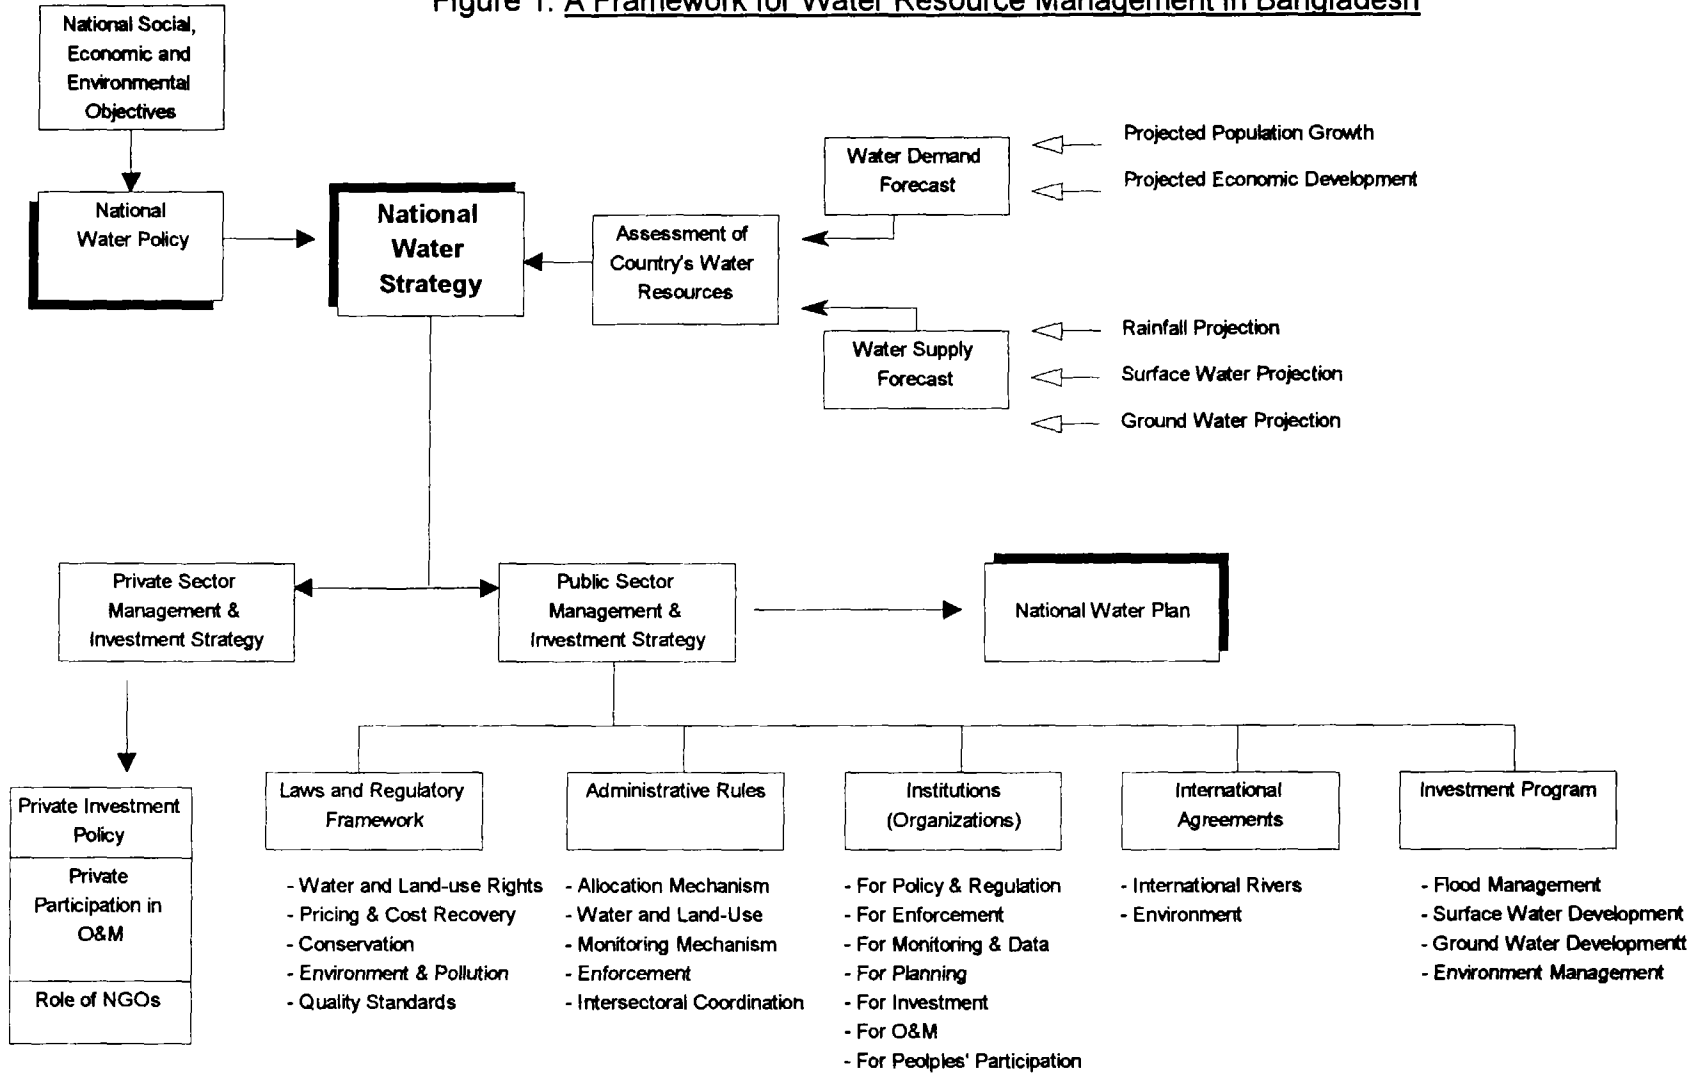 Figure 1. A Framework for Water Resource Management in Bangladesh
National Social,
Economic and
Environmental
Objectives
National
Water Policy
National
Water
Strategy
Assessment of
Country's Water
Resources
Water Demand
Forecast
Projected Population Growth
Projected Economic Development
Water Supply
Forecast
Rainfall Projection
Surface Water Projection
Ground Water Projection
Private Sector
Management &
Investment Strategy
Public Sector
Management &
Investment Strategy
National Water Plan
Private Investment
Policy
Private
Participation in
O&M
Role of NGOs
Laws and Regulatory
Framework
- Water and Land-use Rights
- Pricing & Cost Recovery
- Conservation
- Environment & Pollution
- Quality Standards
Administrative Rules
- Allocation Mechanism
- Water and Land-Use
- Monitoring Mechanism
- Enforcement
- Intersectoral Coordination
Institutions
(Organizations)
- For Policy & Regulation
- For Enforcement
- For Monitoring & Data
- For Planning
- For Investment
- For O&M
- For Peolples' Participation
International
Agreements
- International Rivers
- Environment
Investment Program
- Flood Management
- Surface Water Development
- Ground Water Developmentt
- Environment Management